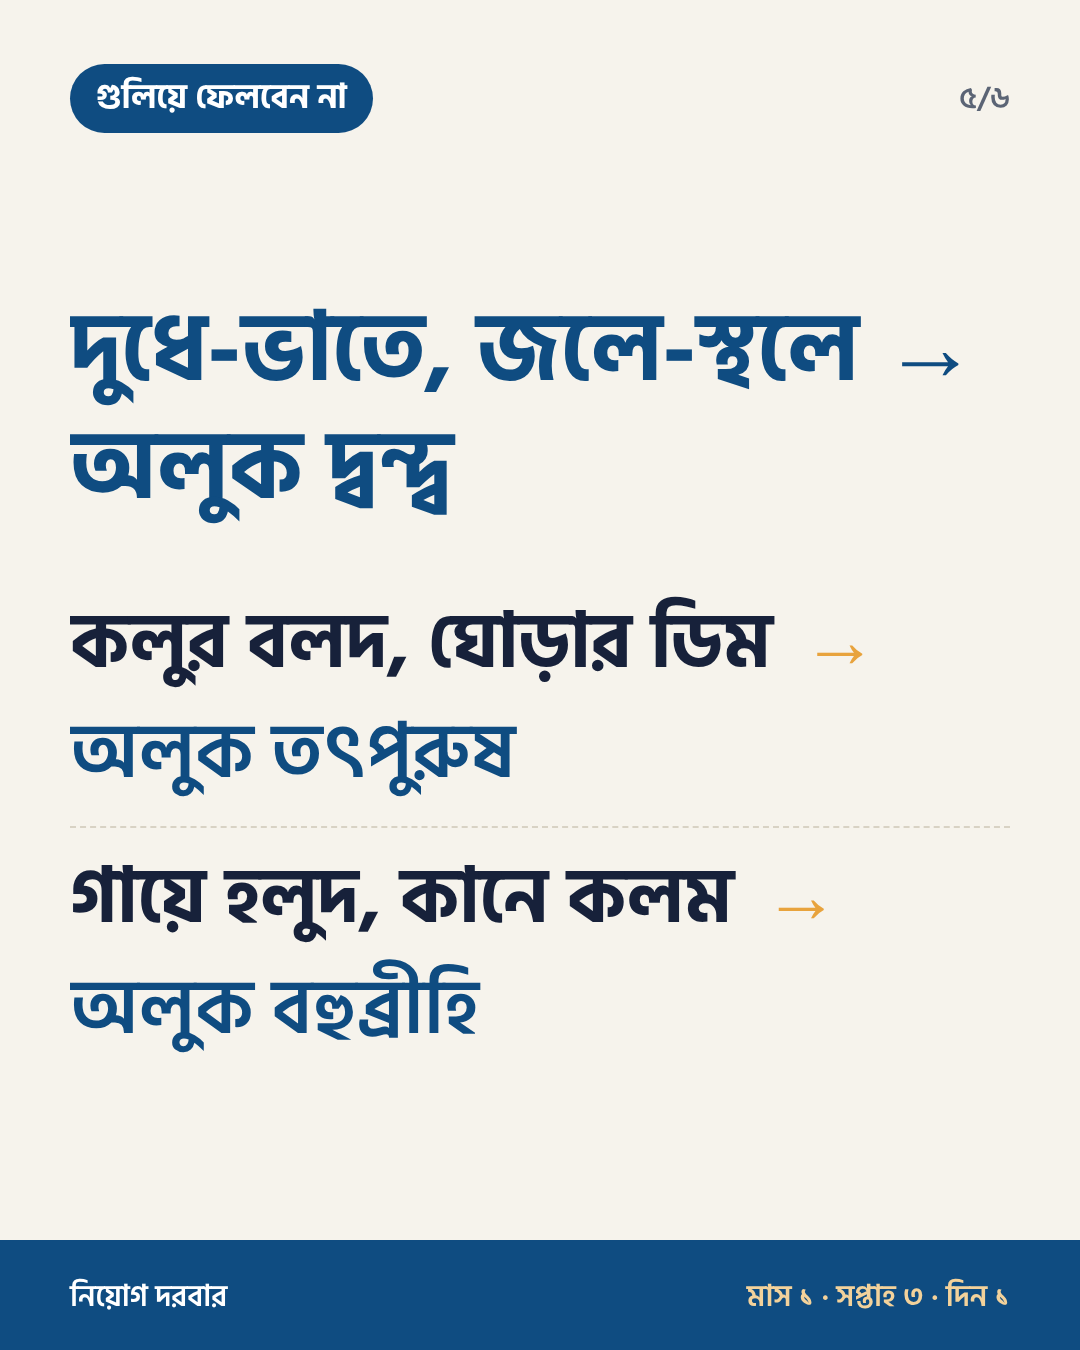 গুলিয়ে ফেলবেন না
৫/৬
দুধে-ভাতে, জলে-স্থলে →
অলুক দ্বন্দ্ব
কলুর বলদ, ঘোড়ার ডিম →
অলুক তৎপুরুষ
গায়ে হলুদ, কানে কলম →
অলুক বহুব্রীহি
নিয়োগ দরবার
মাস ১ · সপ্তাহ ৩ · দিন ১